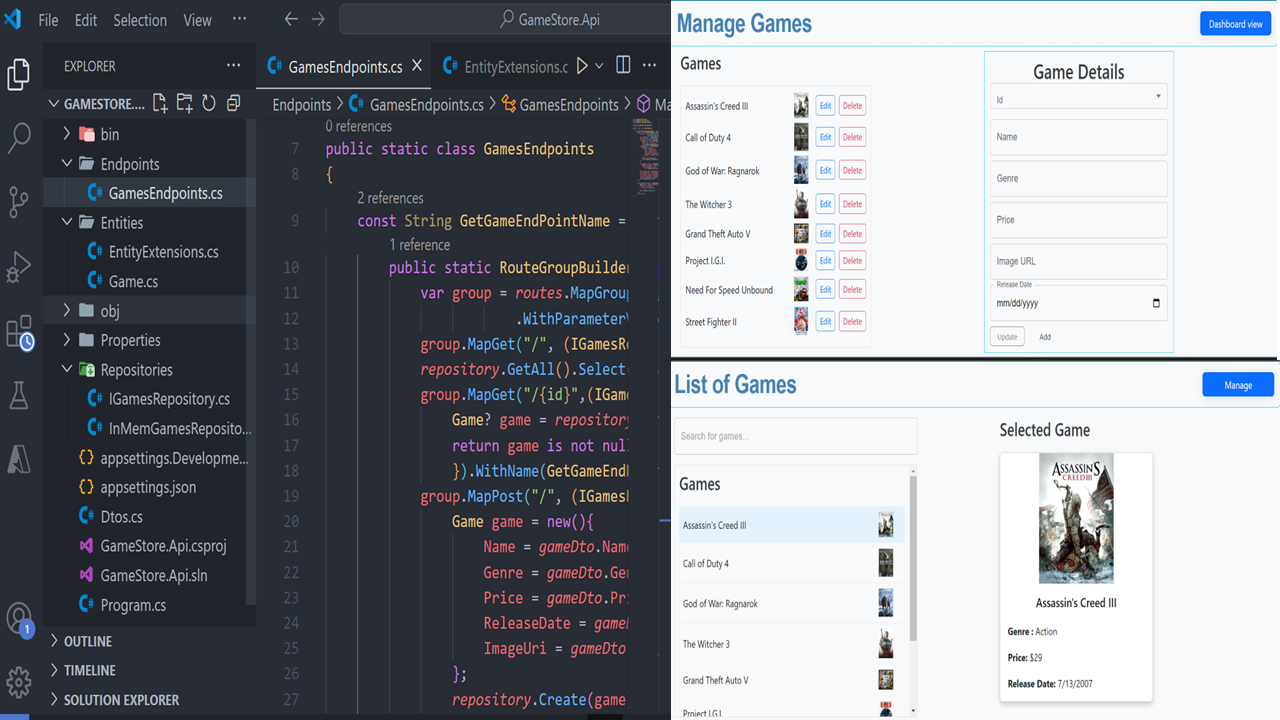 File Edit Selection View ··· GameStore.Api
EXPLORER ···
GAMESTORE....
bin
Endpoints
GamesEndpoints.cs
Entities
EntityExtensions.cs
Game.cs
obj
Properties
Repositories
IGamesRepository.cs
InMemGamesReposito...
appsettings.Developme...
appsettings.json
Dtos.cs
GameStore.Api.csproj
GameStore.Api.sln
Program.cs
OUTLINE
TIMELINE
SOLUTION EXPLORER
1
GamesEndpoints.cs EntityExtensions.c ···
Endpoints > GamesEndpoints.cs > GamesEndpoints > Ma
0 references
7 public static class GamesEndpoints
8 {
2 references
9 const String GetGameEndPointName =
1 reference
10 public static RouteGroupBuilder
11 var group = routes.MapGroup
12 .WithParameterV
13 group.MapGet("/", (IGamesRe
14 repository.GetAll().Select(
15 group.MapGet("/{id}",(IGame
16 Game? game = repository
17 return game is not null
18 }).WithName(GetGameEndP
19 group.MapPost("/", (IGamesR
20 Game game = new(){
21 Name = gameDto.Name
22 Genre = gameDto.Gen
23 Price = gameDto.Pri
24 ReleaseDate = gameD
25 ImageUri = gameDto
26 };
27 repository.Create(game
Manage Games
Dashboard view
Games
Assassin's Creed III Edit Delete
Call of Duty 4 Edit Delete
God of War: Ragnarok Edit Delete
The Witcher 3 Edit Delete
Grand Theft Auto V Edit Delete
Project I.G.I. Edit Delete
Need For Speed Unbound Edit Delete
Street Fighter II Edit Delete
Game Details
Id
Name
Genre
Price
Image URL
Release Date
mm/dd/yyyy
Update Add
List of Games
Manage
Search for games...
Games
Assassin's Creed III
Call of Duty 4
God of War: Ragnarok
The Witcher 3
Grand Theft Auto V
Project I.G.I.
Selected Game
ASSASSIN'S
CREED III
Assassin's Creed III
Genre : Action
Price: $29
Release Date: 7/13/2007